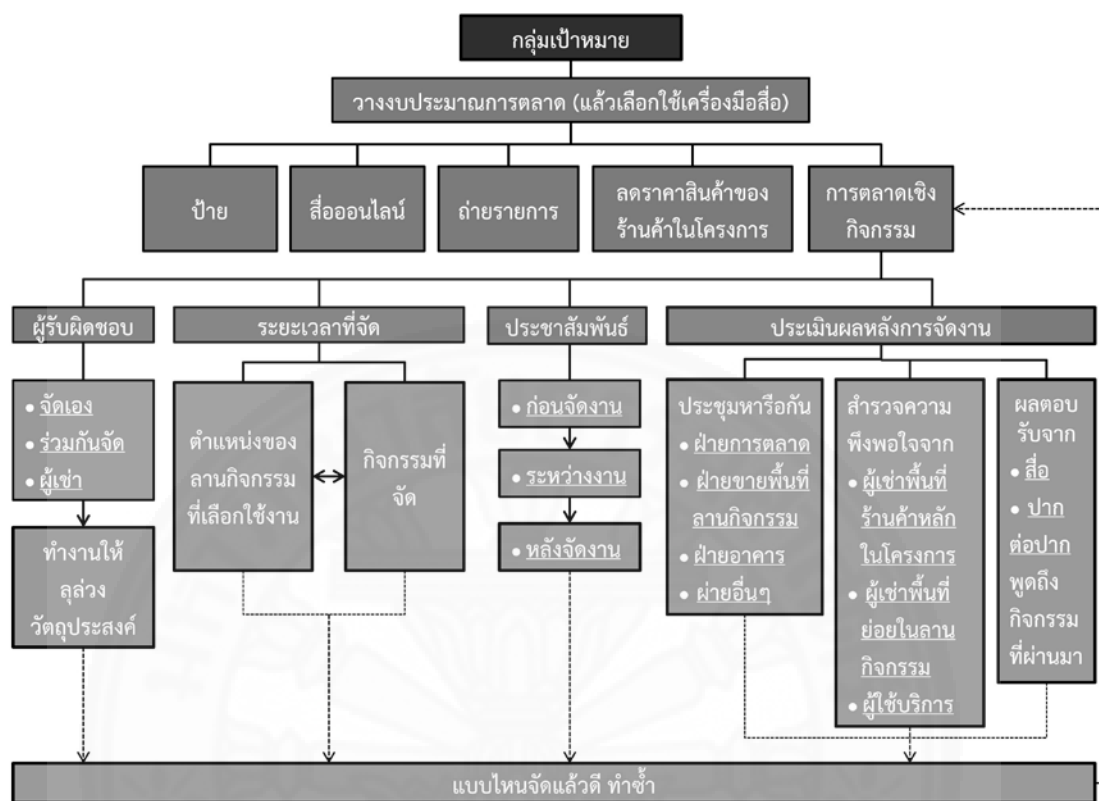 กลุ่มเป้าหมาย
วางงบประมาณการตลาด (แล้วเลือกใช้เครื่องมือสื่อ)
ป้าย
สื่อออนไลน์
ถ่ายรายการ
ลดราคาสินค้าของ
ร้านค้าในโครงการ
การตลาดเชิง
กิจกรรม
ผู้รับผิดชอบ
ระยะเวลาที่จัด
ประชาสัมพันธ์
ประเมินผลหลังการจัดงาน
• จัดเอง
• ร่วมกันจัด
• ผู้เช่า
ทำงานให้
ลุล่วง
วัตถุประสงค์
ตำแหน่งของ
ลานกิจกรรม
ที่เลือกใช้งาน
กิจกรรมที่
จัด
• ก่อนจัดงาน
• ระหว่างงาน
• หลังจัดงาน
ประชุมหารือกัน
• ฝ่ายการตลาด
• ฝ่ายขายพื้นที่
ลานกิจกรรม
• ฝ่ายอาคาร
• ผ่ายอื่นๆ
สำรวจความ
พึงพอใจจาก
• ผู้เช่าพื้นที่
ร้านค้าหลัก
ในโครงการ
• ผู้เช่าพื้นที่
ย่อยในลาน
กิจกรรม
• ผู้ใช้บริการ
ผลตอบ
รับจาก
• สื่อ
• ปาก
ต่อปาก
พูดถึง
กิจกรรม
ที่ผ่านมา
แบบไหนจัดแล้วดี ทำซ้ำ